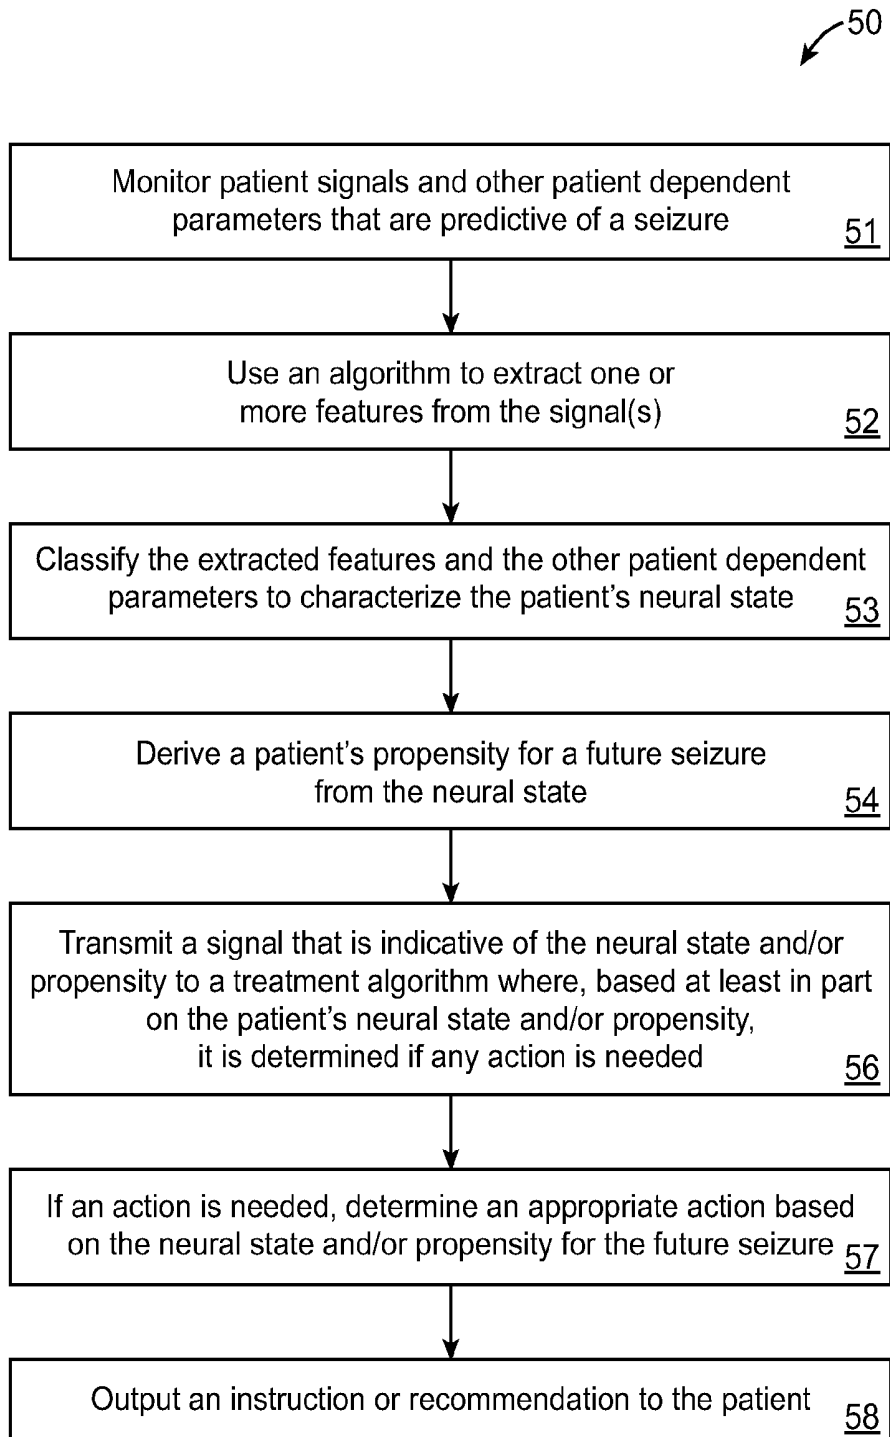 50
Monitor patient signals and other patient dependent
parameters that are predictive of a seizure
51
Use an algorithm to extract one or
more features from the signal(s)
52
Classify the extracted features and the other patient dependent
parameters to characterize the patient's neural state
53
Derive a patient's propensity for a future seizure
from the neural state
54
Transmit a signal that is indicative of the neural state and/or
propensity to a treatment algorithm where, based at least in part
on the patient's neural state and/or propensity,
it is determined if any action is needed
56
If an action is needed, determine an appropriate action based
on the neural state and/or propensity for the future seizure
57
Output an instruction or recommendation to the patient
58